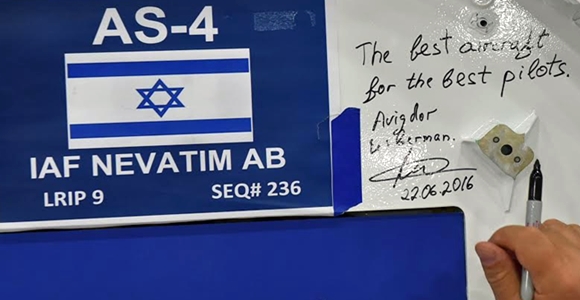 AS-4
IAF NEVATIM AB
LRIP 9
SEQ# 236
The best aircraft
for the best pilots.
Avigdor
22.06.2016